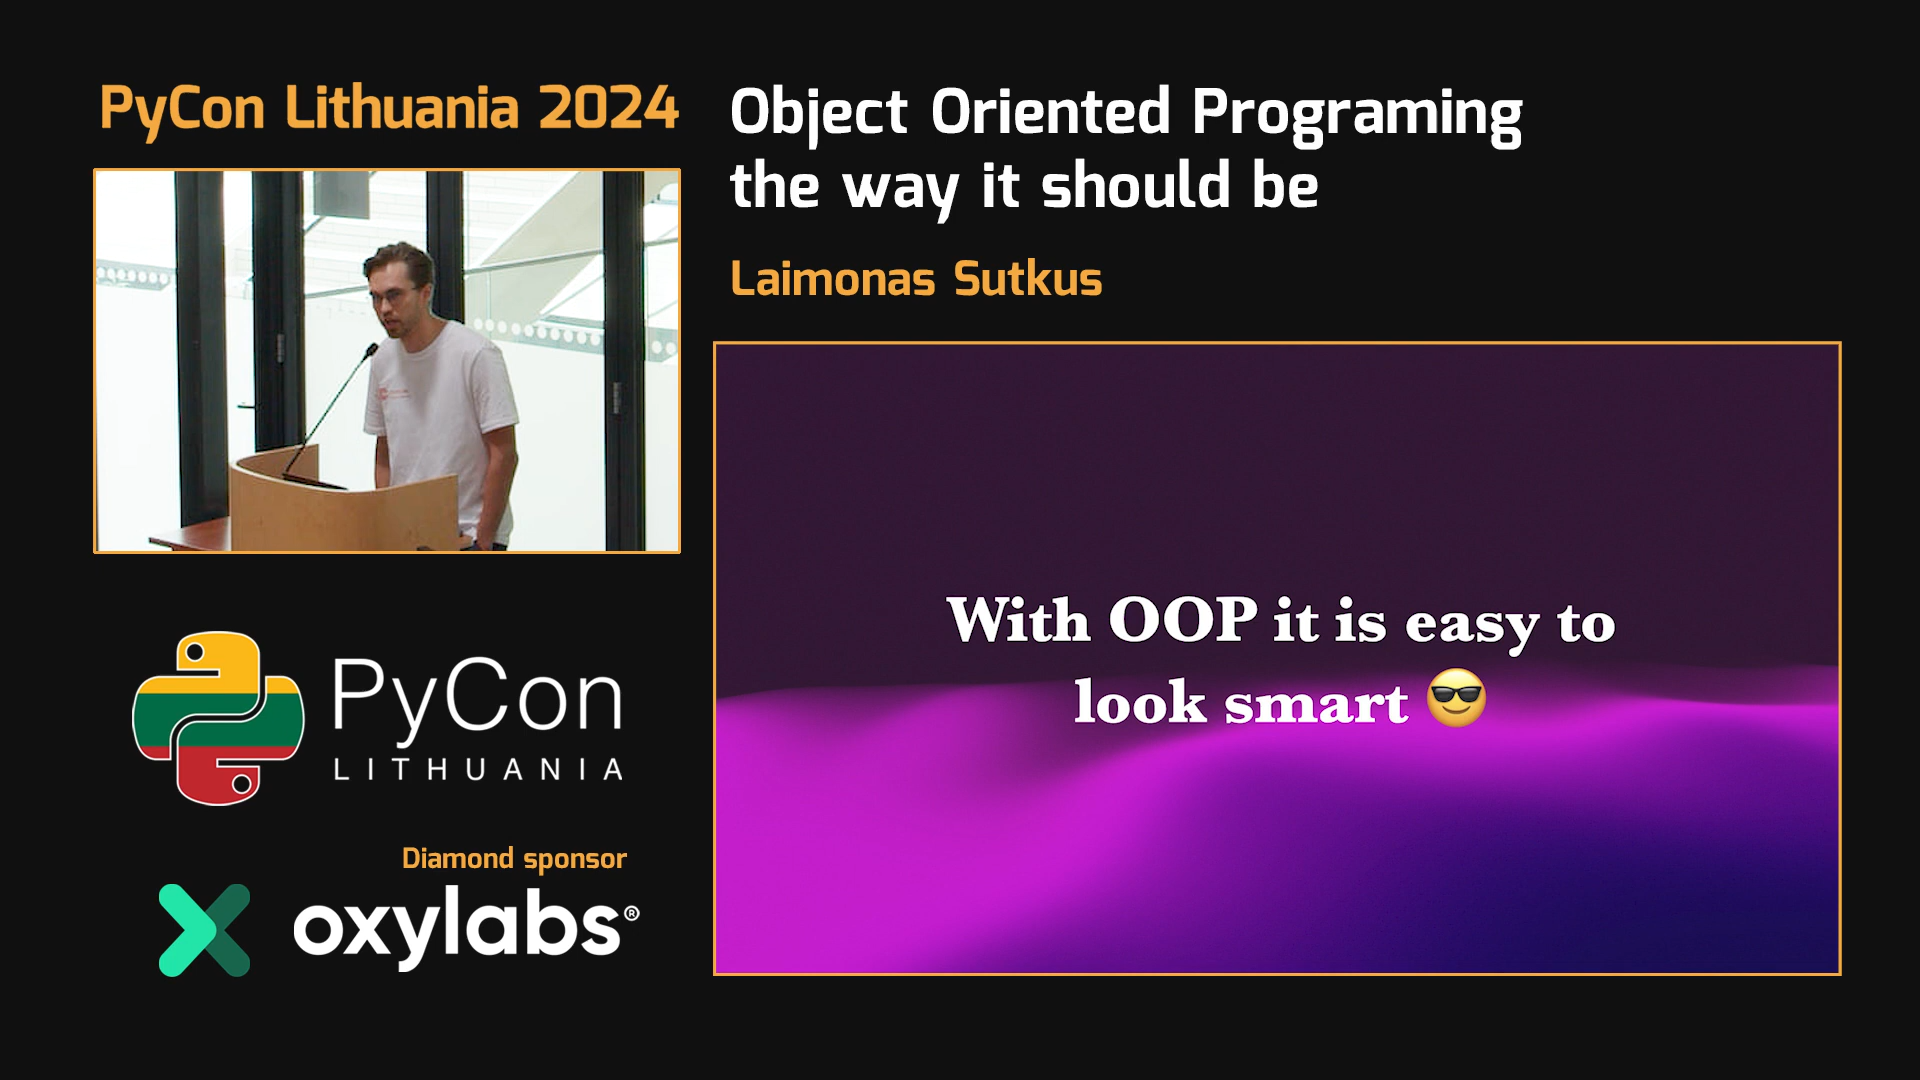 PyCon Lithuania 2024
Object Oriented Programing
the way it should be
Laimonas Sutkus
With OOP it is easy to
look smart 😎
PyCon
LITHUANIA
Diamond sponsor
oxylabs®